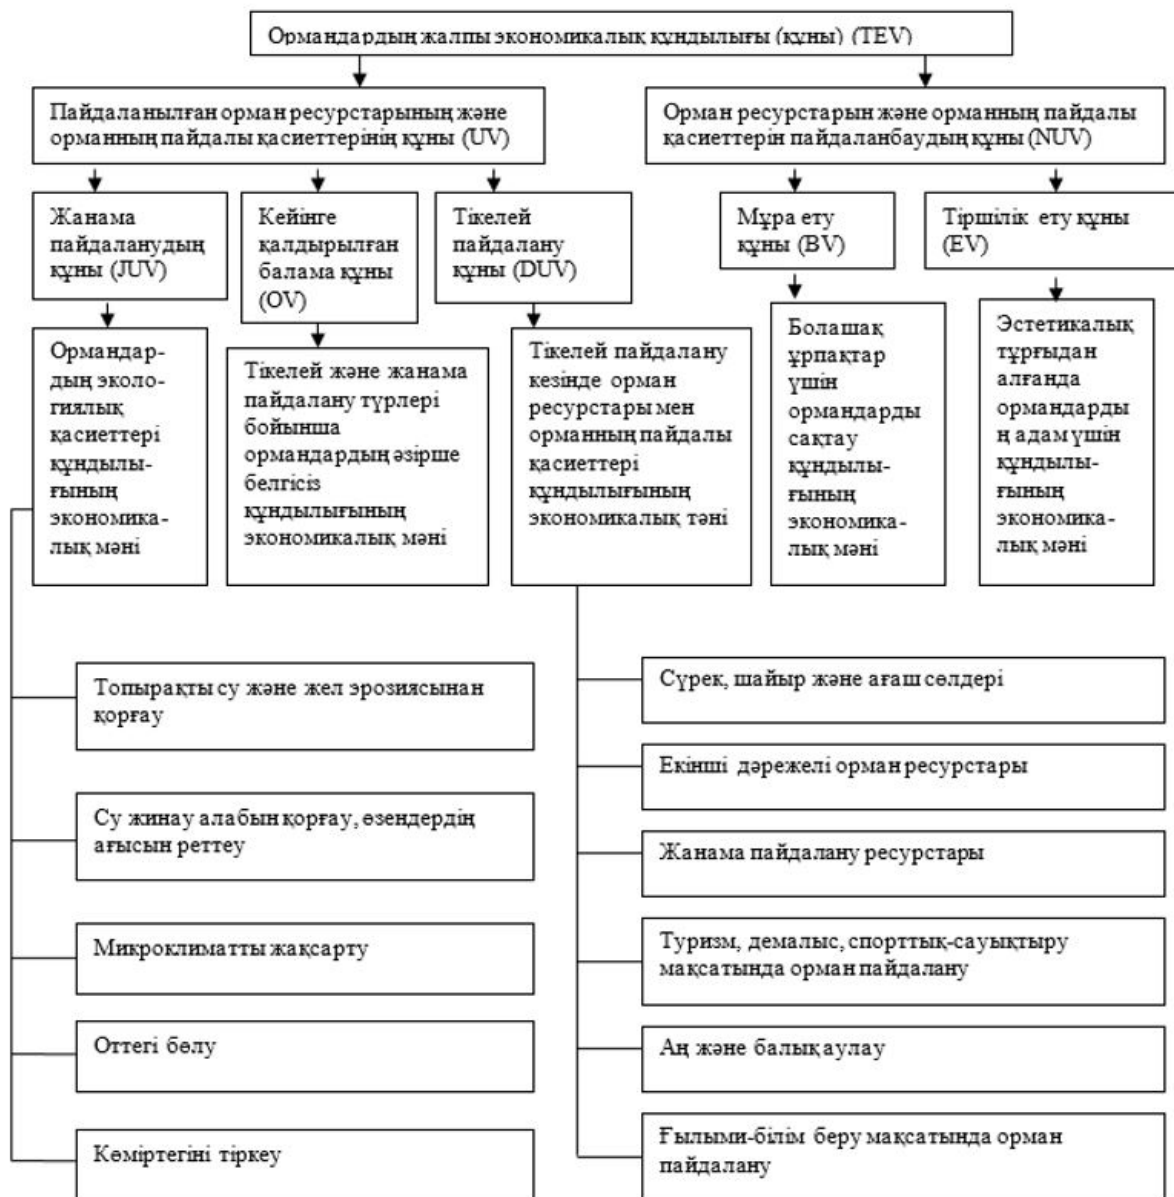 Ормандардың жалпы экономикалық құндылығы (құны) (TEV)
Пайдаланылған орман ресурстарының және
орманның пайдалы қасиеттерінің құны (UV)
Орман ресурстарын және орманның пайдалы
қасиеттерін пайдаланбаудың құны (NUV)
Жанама
пайдаланудың
құны (JUV)
Кейінге
қалдырылған
балама құны
(OV)
Тікелей
пайдалану
құны (DUV)
Мұра ету
құны (BV)
Тіршілік ету құны
(EV)
Ормандар-
дың эколо-
гиялық
қасиеттері
құндылы-
ғының
экономика-
лық мәні
Тікелей және жанама
пайдалану түрлері
бойынша
ормандардың әзірше
белгісіз
құндылығының
экономикалық мәні
Тікелей пайдалану
кезінде орман
ресурстары мен
орманның пайдалы
қасиеттері
құндылығының
экономикалық тәні
Болашақ
ұрпақтар
үшін
ормандарды
сақтау
құндылы-
ғының
экономика-
лық мәні
Эстетикалық
тұрғыдан
алғанда
ормандарды
ң адам үшін
құндылы-
ғының
экономика-
лық мәні
Топырақты су және жел эрозиясынан
қорғау
Су жинау алабын қорғау, өзендердің
ағысын реттеу
Микроклиматты жақсарту
Оттегі бөлу
Көміртегіні тіркеу
Сүрек, шайыр және ағаш сөлдері
Екінші дәрежелі орман ресурстары
Жанама пайдалану ресурстары
Туризм, демалыс, спорттық-сауықтыру
мақсатында орман пайдалану
Аң және балық аулау
Ғылыми-білім беру мақсатында орман
пайдалану